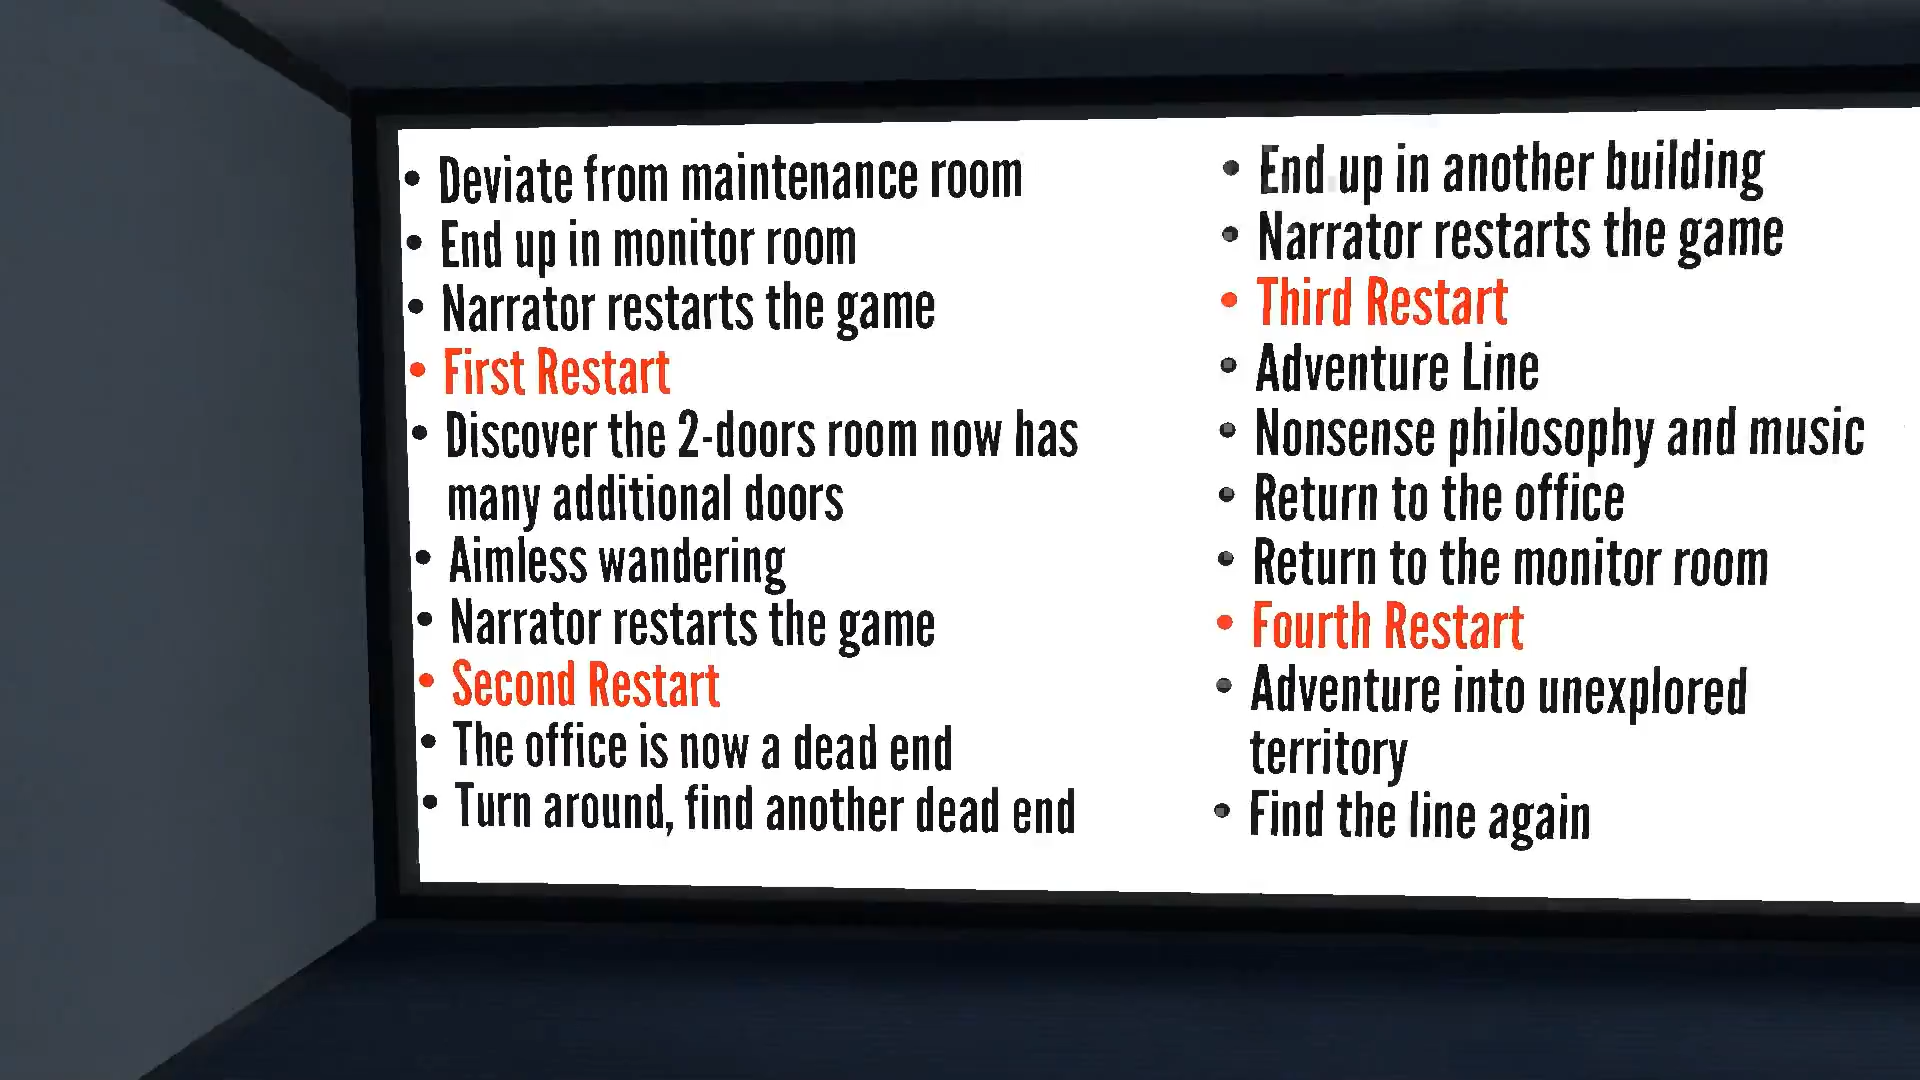 • Deviate from maintenance room
• End up in monitor room
• Narrator restarts the game
• First Restart
• Discover the 2-doors room now has
many additional doors
• Aimless wandering
• Narrator restarts the game
• Second Restart
• The office is now a dead end
• Turn around, find another dead end
• End up in another building
• Narrator restarts the game
• Third Restart
• Adventure Line
• Nonsense philosophy and music
• Return to the office
• Return to the monitor room
• Fourth Restart
• Adventure into unexplored
territory
• Find the line again